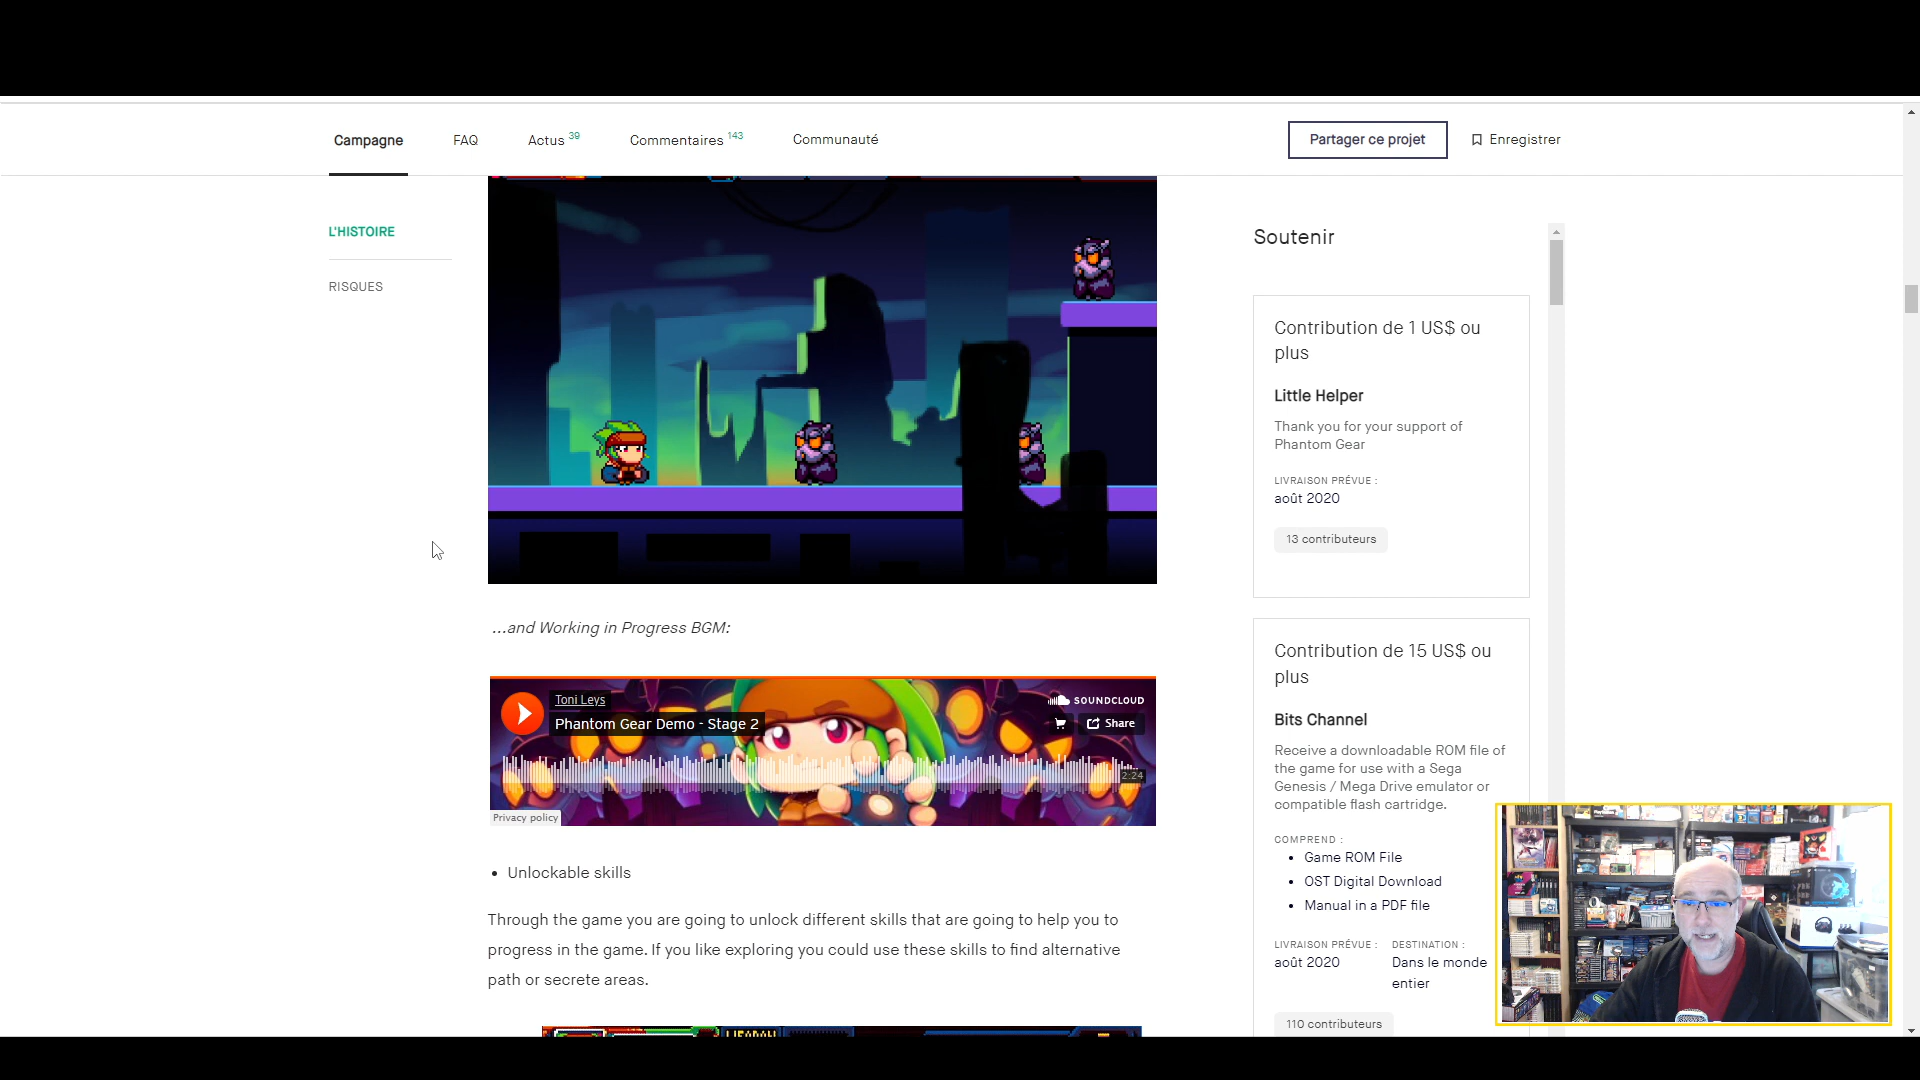 Campagne
FAQ
Actus 39
Commentaires 143
Communauté
Partager ce projet
Enregistrer
L'HISTOIRE
RISQUES
...and Working in Progress BGM:
Toni Leys
Phantom Gear Demo - Stage 2
SOUNDCLOUD
Share
2:24
Privacy policy
• Unlockable skills
Through the game you are going to unlock different skills that are going to help you to
progress in the game. If you like exploring you could use these skills to find alternative
path or secrete areas.
Soutenir
Contribution de 1 US$ ou
plus
Little Helper
Thank you for your support of
Phantom Gear
LIVRAISON PRÉVUE :
août 2020
13 contributeurs
Contribution de 15 US$ ou
plus
Bits Channel
Receive a downloadable ROM file of
the game for use with a Sega
Genesis / Mega Drive emulator or
compatible flash cartridge.
COMPREND :
• Game ROM File
• OST Digital Download
• Manual in a PDF file
LIVRAISON PRÉVUE :
août 2020
DESTINATION :
Dans le monde
entier
110 contributeurs